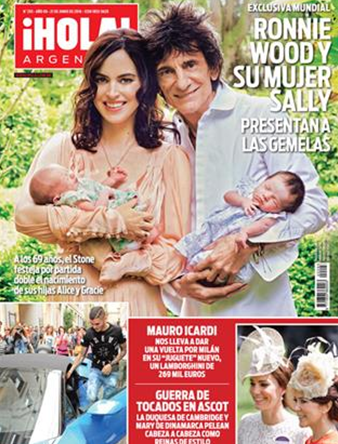 EXCLUSIVA MUNDIAL
¡HOLA!
ARGENTINA
RONNIE
WOOD Y
SU MUJER
SALLY
PRESENTAN A
LAS GEMELAS
A los 69 años, el Stone
festeja por partida
doble el nacimiento
de sus hijas Alice y Gracie
MAURO ICARDI
NOS LLEVA A DAR
UNA VUELTA POR MILÁN
EN SU "JUGUETE" NUEVO,
UN LAMBORGHINI DE
269 MIL EUROS
GUERRA DE
TOCADOS EN ASCOT
LA DUQUESA DE CAMBRIDGE Y
MARY DE DINAMARCA PELEAN
CABEZA A CABEZA COMO
REINAS DE ESTILO